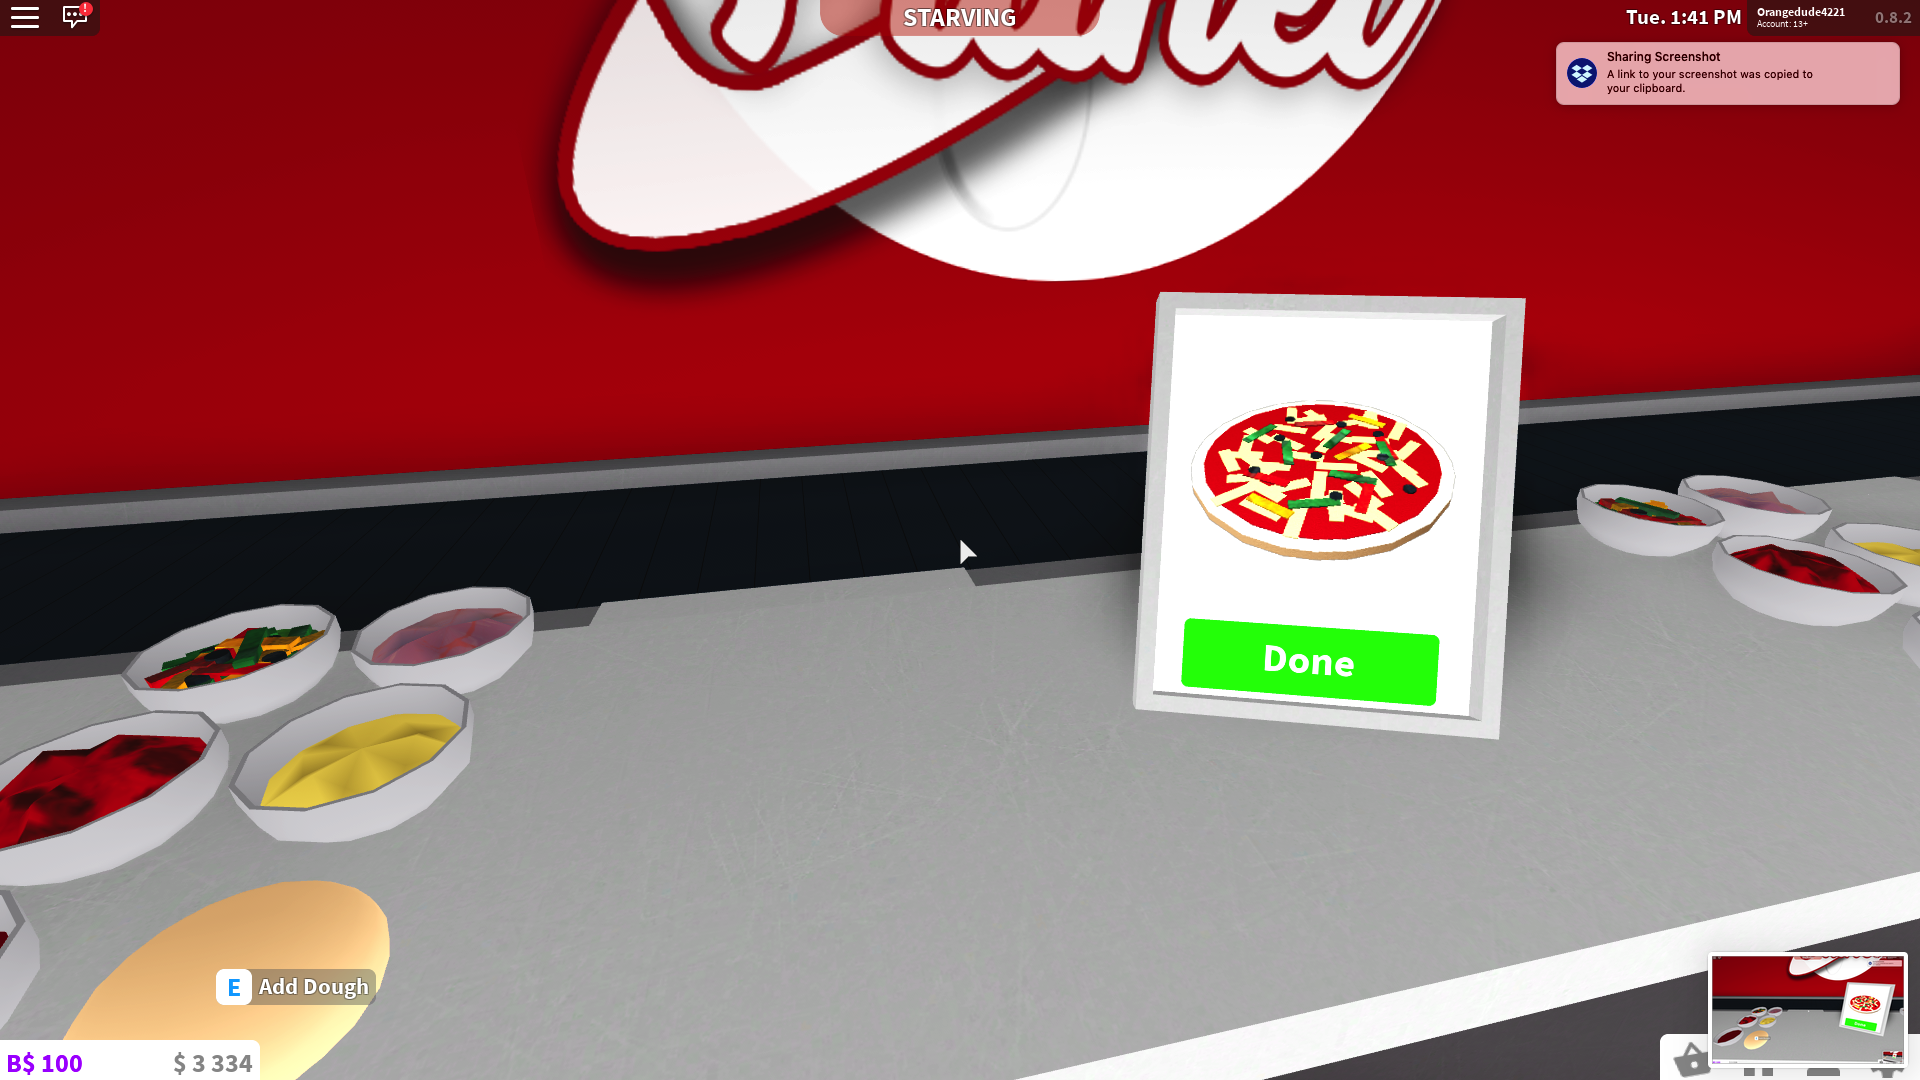 STARVING
Tue. 1:41 PM
Orangedude4221
Account: 13+
0.8.2
Sharing Screenshot
A link to your screenshot was copied to
your clipboard.
Planet
Done
E Add Dough
B$ 100
$ 3 334